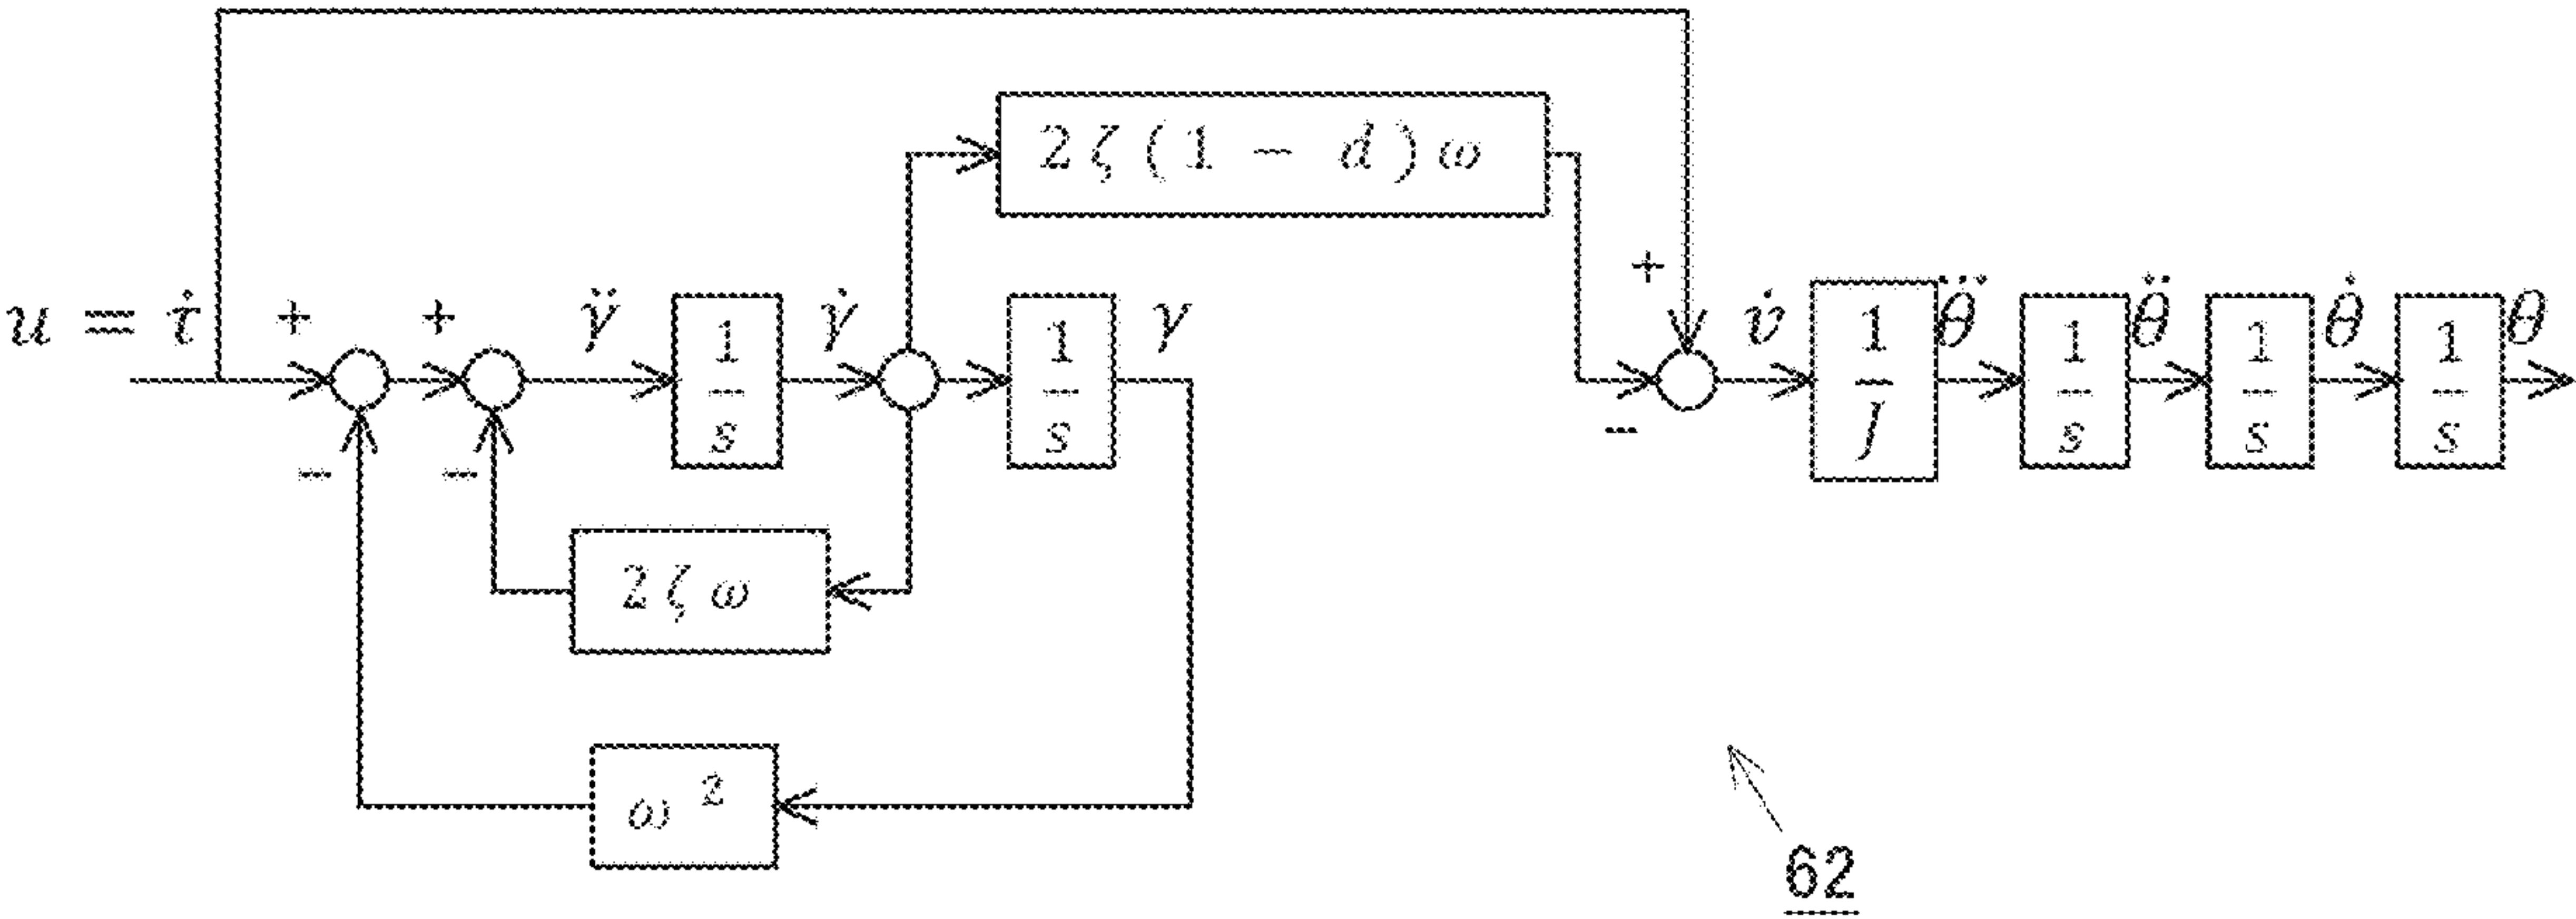 2ζ(1 − d)ω
+
u = τ̇
+
+
γ̈
1/s
γ̇
1/s
γ
−
v̇
1/J
θ⃛
1/s
θ̈
1/s
θ̇
1/s
θ
−
−
2ζω
ω²
62